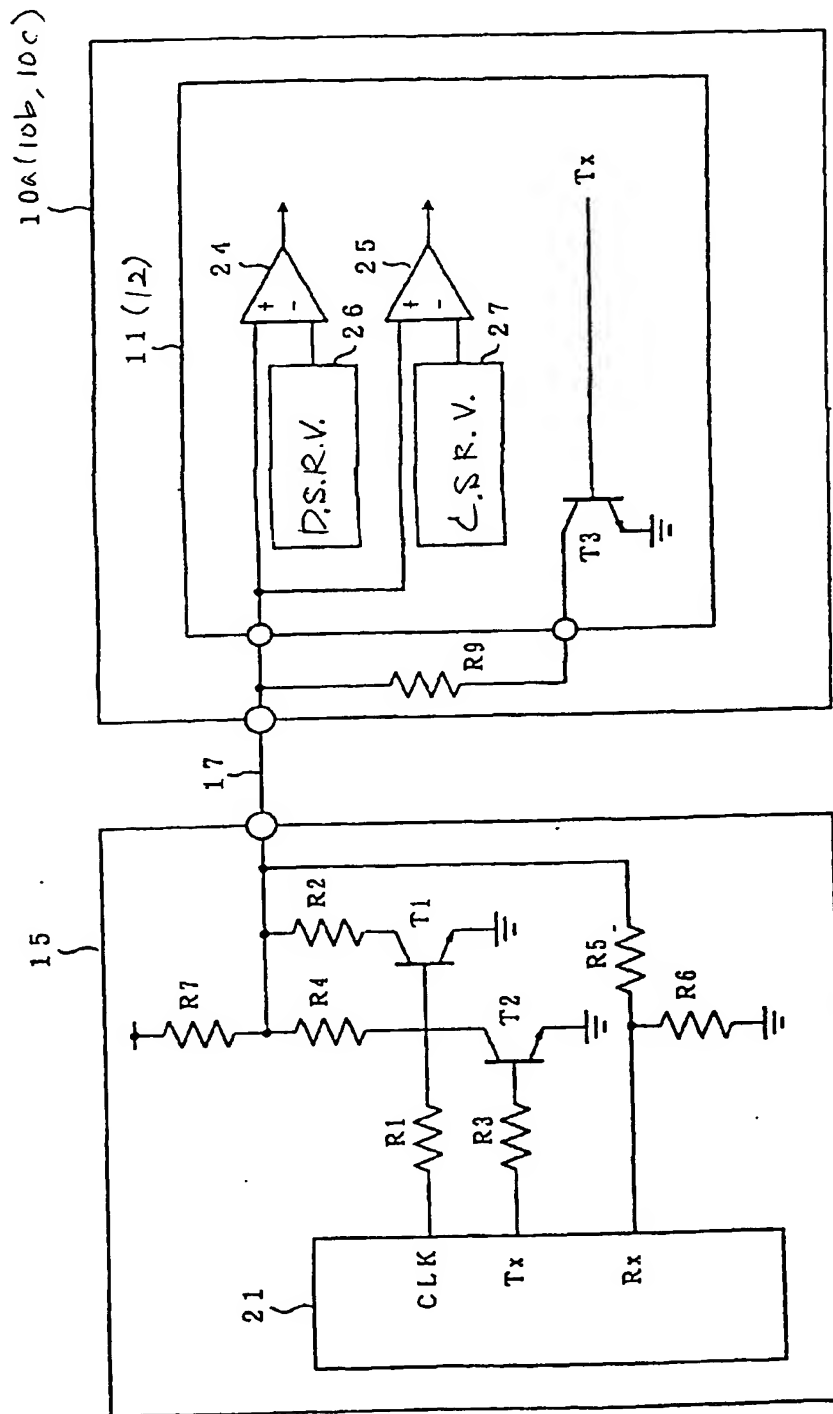 10a(10b, 10c)
11(12)
24
+
-
26
D.S.R.V.
25
+
-
27
C.S.R.V.
Tx
T3
R9
17
15
R7
R2
T1
R4
T2
R5
R6
R1
R3
CLK
Tx
Rx
21